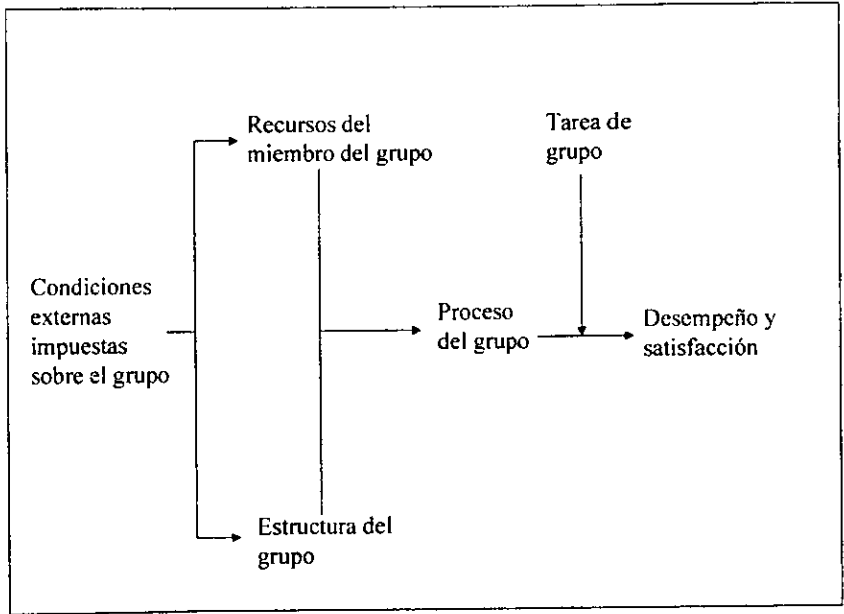 Recursos del
miembro del grupo
Tarea de
grupo
Condiciones
externas
impuestas
sobre el grupo
Proceso
del grupo
Desempeño y
satisfacción
Estructura del
grupo